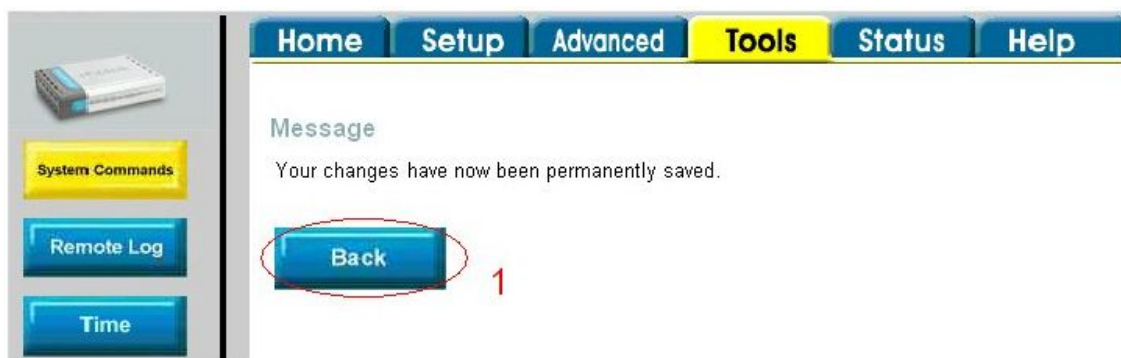 Home Setup Advanced Tools Status Help
Message
Your changes have now been permanently saved.
System Commands
Remote Log
Back
1
Time